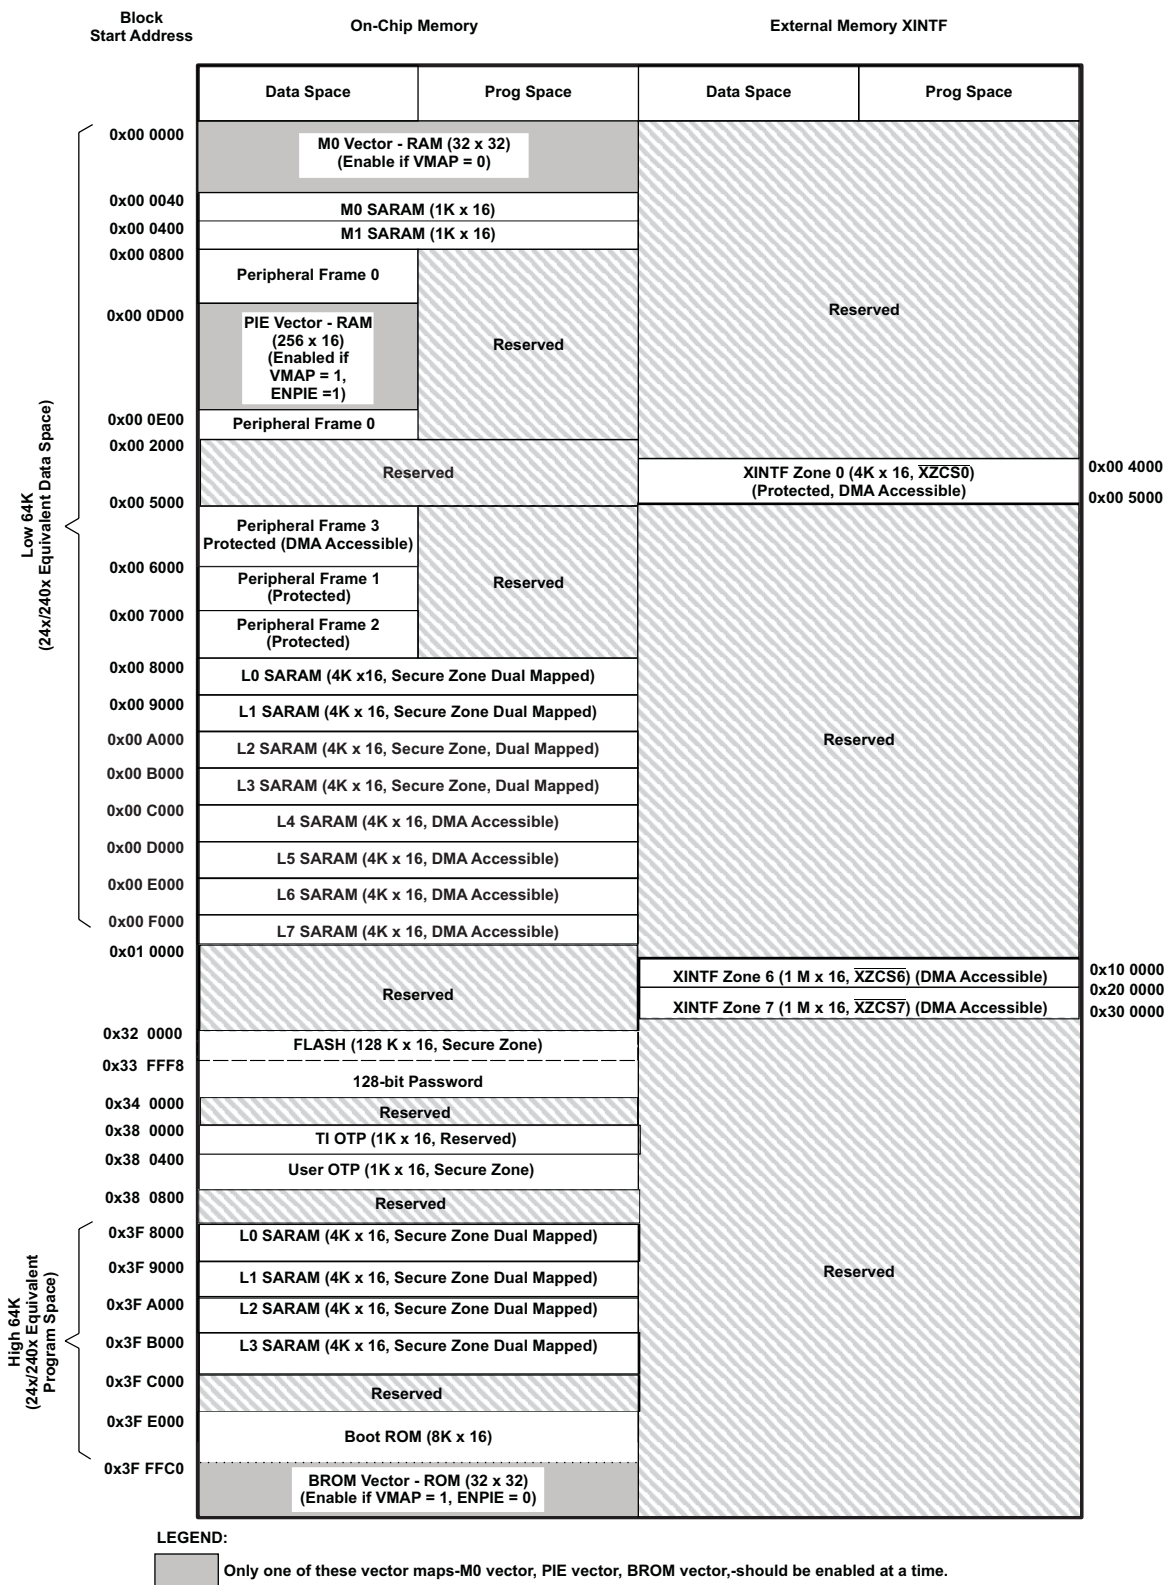 Block
Start Address
On-Chip Memory
External Memory XINTF
Data Space
Prog Space
Data Space
Prog Space
0x00 0000
M0 Vector - RAM (32 x 32)
(Enable if VMAP = 0)
0x00 0040
M0 SARAM (1K x 16)
0x00 0400
M1 SARAM (1K x 16)
0x00 0800
Peripheral Frame 0
Reserved
0x00 0D00
PIE Vector - RAM
(256 x 16)
(Enabled if
VMAP = 1,
ENPIE =1)
Reserved
0x00 0E00
Peripheral Frame 0
0x00 2000
Reserved
XINTF Zone 0 (4K x 16, XZCS0)
(Protected, DMA Accessible)
0x00 4000
0x00 5000
0x00 5000
Peripheral Frame 3
Protected (DMA Accessible)
0x00 6000
Peripheral Frame 1
(Protected)
Reserved
0x00 7000
Peripheral Frame 2
(Protected)
Low 64K
(24x/240x Equivalent Data Space)
0x00 8000
L0 SARAM (4K x16, Secure Zone Dual Mapped)
0x00 9000
L1 SARAM (4K x 16, Secure Zone Dual Mapped)
0x00 A000
L2 SARAM (4K x 16, Secure Zone, Dual Mapped)
Reserved
0x00 B000
L3 SARAM (4K x 16, Secure Zone, Dual Mapped)
0x00 C000
L4 SARAM (4K x 16, DMA Accessible)
0x00 D000
L5 SARAM (4K x 16, DMA Accessible)
0x00 E000
L6 SARAM (4K x 16, DMA Accessible)
0x00 F000
L7 SARAM (4K x 16, DMA Accessible)
0x01 0000
Reserved
XINTF Zone 6 (1 M x 16, XZCS6) (DMA Accessible)
0x10 0000
0x20 0000
XINTF Zone 7 (1 M x 16, XZCS7) (DMA Accessible)
0x30 0000
0x32 0000
FLASH (128 K x 16, Secure Zone)
0x33 FFF8
128-bit Password
0x34 0000
Reserved
0x38 0000
TI OTP (1K x 16, Reserved)
0x38 0400
User OTP (1K x 16, Secure Zone)
0x38 0800
Reserved
0x3F 8000
L0 SARAM (4K x 16, Secure Zone Dual Mapped)
0x3F 9000
L1 SARAM (4K x 16, Secure Zone Dual Mapped)
Reserved
0x3F A000
L2 SARAM (4K x 16, Secure Zone Dual Mapped)
0x3F B000
L3 SARAM (4K x 16, Secure Zone Dual Mapped)
High 64K
(24x/240x Equivalent
Program Space)
0x3F C000
Reserved
0x3F E000
Boot ROM (8K x 16)
0x3F FFC0
BROM Vector - ROM (32 x 32)
(Enable if VMAP = 1, ENPIE = 0)
LEGEND:
Only one of these vector maps-M0 vector, PIE vector, BROM vector,-should be enabled at a time.